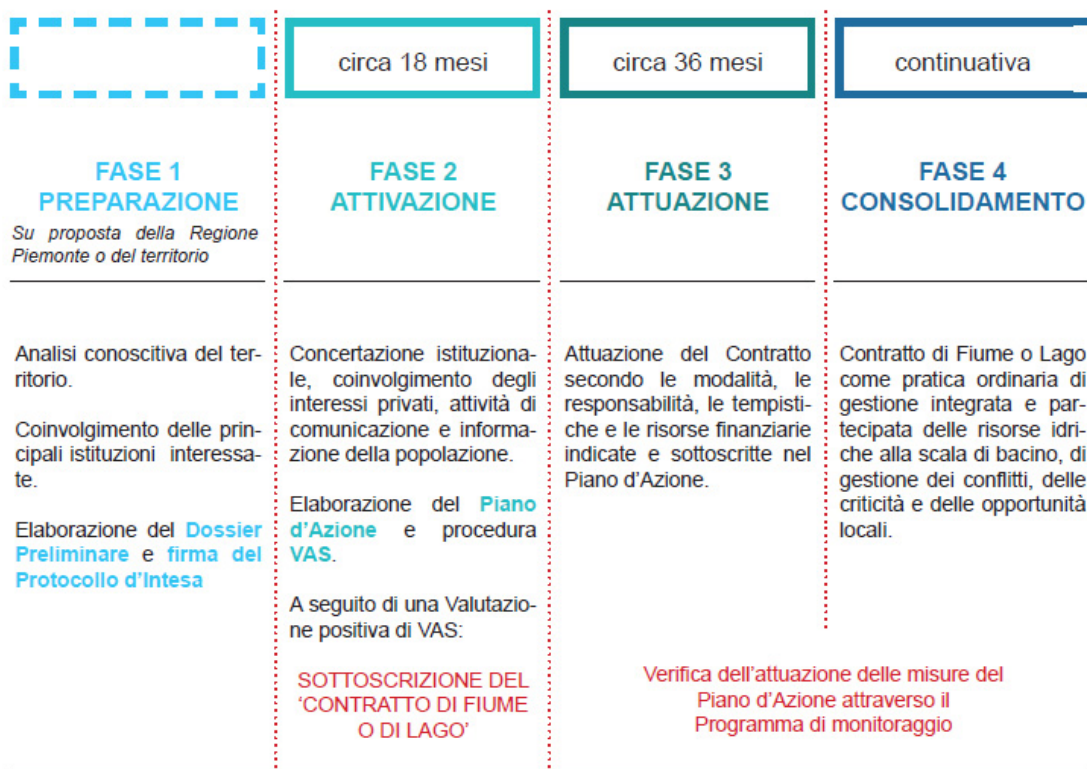 circa 18 mesi
circa 36 mesi
continuativa
FASE 1
PREPARAZIONE
Su proposta della Regione
Piemonte o del territorio
FASE 2
ATTIVAZIONE
FASE 3
ATTUAZIONE
FASE 4
CONSOLIDAMENTO
Analisi conoscitiva del ter-
ritorio.
Coinvolgimento delle prin-
cipali istituzioni interessa-
te.
Elaborazione del Dossier
Preliminare e firma del
Protocollo d'Intesa
Concertazione istituziona-
le, coinvolgimento degli
interessi privati, attività di
comunicazione e informa-
zione della popolazione.
Elaborazione del Piano
d'Azione e procedura
VAS.
A seguito di una Valutazio-
ne positiva di VAS:
SOTTOSCRIZIONE DEL
'CONTRATTO DI FIUME
O DI LAGO'
Attuazione del Contratto
secondo le modalità, le
responsabilità, le tempisti-
che e le risorse finanziarie
indicate e sottoscritte nel
Piano d'Azione.
Contratto di Fiume o Lago
come pratica ordinaria di
gestione integrata e par-
tecipata delle risorse idri-
che alla scala di bacino, di
gestione dei conflitti, delle
criticità e delle opportunità
locali.
Verifica dell'attuazione delle misure del
Piano d'Azione attraverso il
Programma di monitoraggio